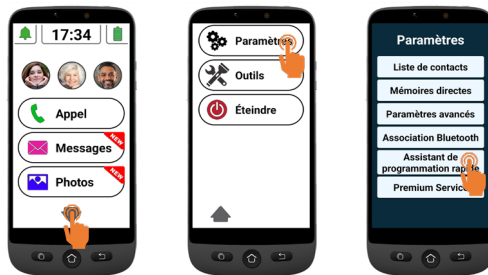 17:34
Appel
NEW
Messages
NEW
Photos
Paramètres
Outils
Éteindre
Paramètres
Liste de contacts
Mémoires directes
Paramètres avancés
Association Bluetooth
Assistant de
programmation rapide
Premium Services